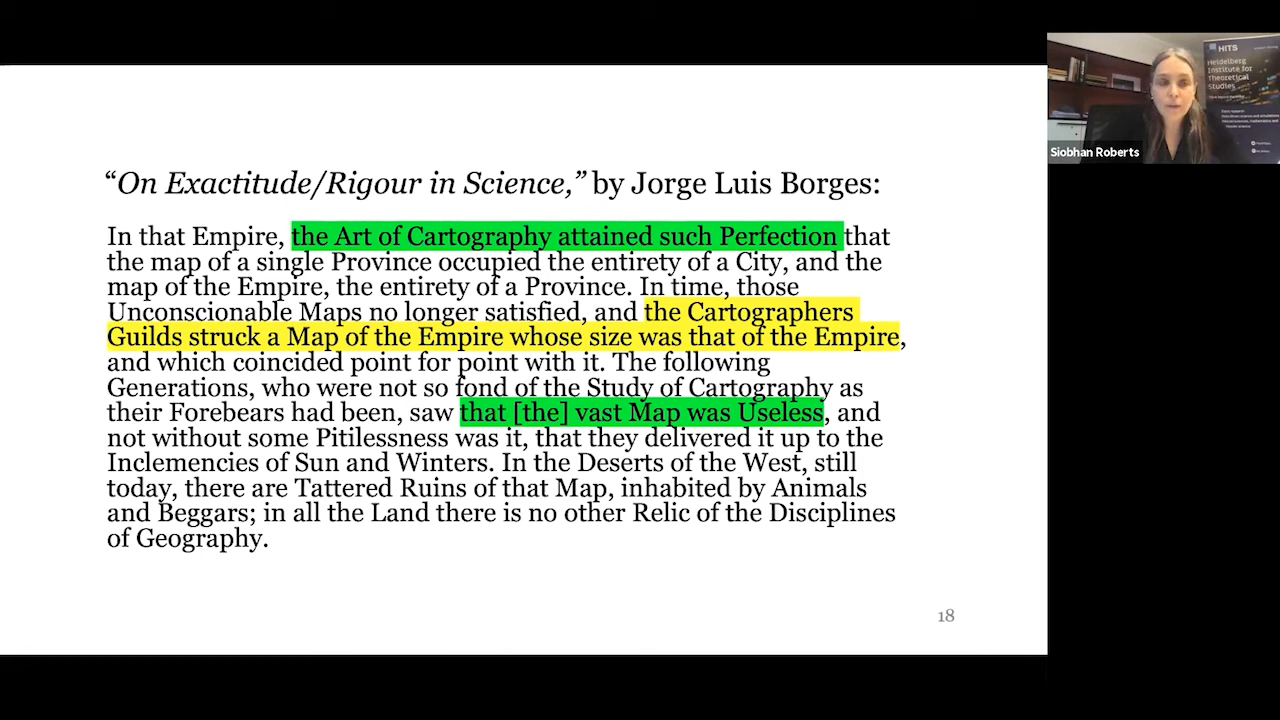 “On Exactitude/Rigour in Science,” by Jorge Luis Borges:
In that Empire, the Art of Cartography attained such Perfection that
the map of a single Province occupied the entirety of a City, and the
map of the Empire, the entirety of a Province. In time, those
Unconscionable Maps no longer satisfied, and the Cartographers
Guilds struck a Map of the Empire whose size was that of the Empire,
and which coincided point for point with it. The following
Generations, who were not so fond of the Study of Cartography as
their Forebears had been, saw that [the] vast Map was Useless, and
not without some Pitilessness was it, that they delivered it up to the
Inclemencies of Sun and Winters. In the Deserts of the West, still
today, there are Tattered Ruins of that Map, inhabited by Animals
and Beggars; in all the Land there is no other Relic of the Disciplines
of Geography.
18
HITS
Heidelberg
Institute for
Theoretical
Studies
Siobhan Roberts